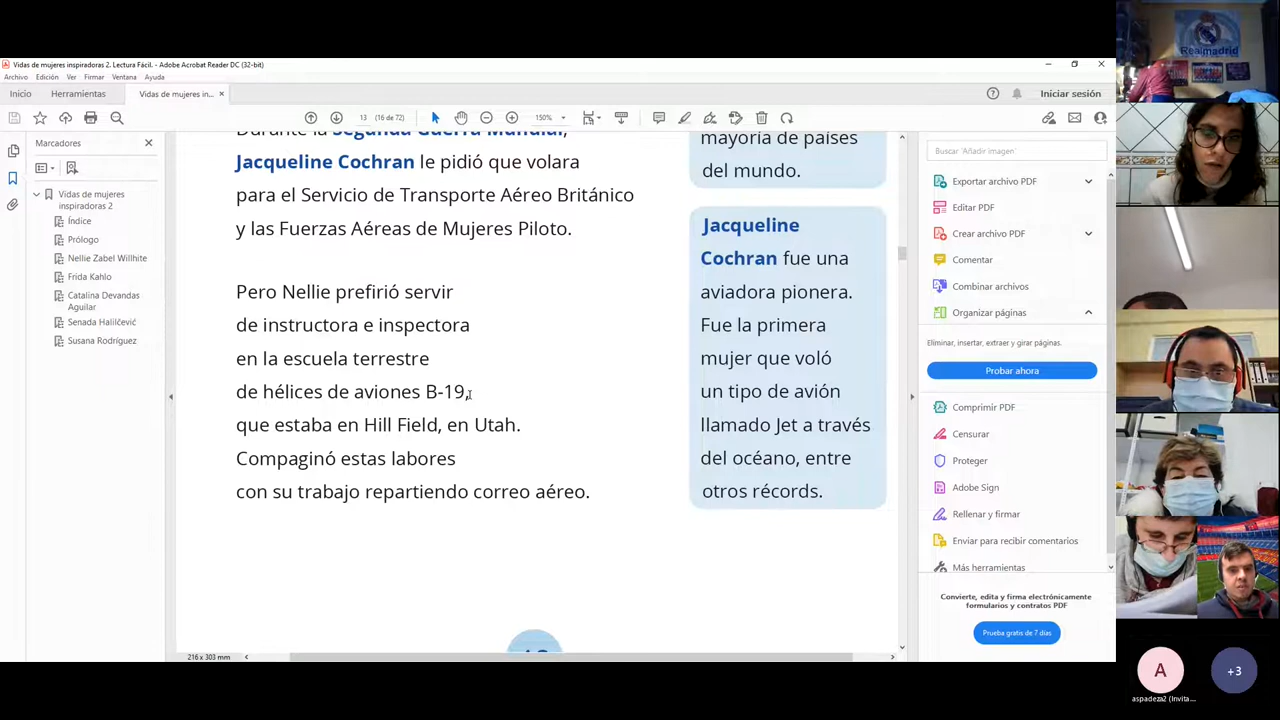 Realmadrid
Vidas de mujeres inspiradoras 2. Lectura Fácil. - Adobe Acrobat Reader DC (32-bit)
Archivo Edición Ver Firmar Ventana Ayuda
Inicio Herramientas Vidas de mujeres in... Iniciar sesión
13 (16 de 72) 150%
Marcadores
Vidas de mujeres
inspiradoras 2
Índice
Prólogo
Nellie Zabel Willhite
Frida Kahlo
Catalina Devandas
Aguilar
Senada Halilčević
Susana Rodríguez
Durante la Segunda Guerra Mundial,
Jacqueline Cochran le pidió que volara
para el Servicio de Transporte Aéreo Británico
y las Fuerzas Aéreas de Mujeres Piloto.
Pero Nellie prefirió servir
de instructora e inspectora
en la escuela terrestre
de hélices de aviones B-19,
que estaba en Hill Field, en Utah.
Compaginó estas labores
con su trabajo repartiendo correo aéreo.
mayoría de países
del mundo.
Jacqueline
Cochran fue una
aviadora pionera.
Fue la primera
mujer que voló
un tipo de avión
llamado Jet a través
del océano, entre
otros récords.
216 x 303 mm
Buscar 'Añadir imagen'
Exportar archivo PDF
Editar PDF
Crear archivo PDF
Comentar
Combinar archivos
Organizar páginas
Eliminar, insertar, extraer y girar páginas.
Probar ahora
Comprimir PDF
Censurar
Proteger
Adobe Sign
Rellenar y firmar
Enviar para recibir comentarios
Más herramientas
Convierte, edita y firma electrónicamente
formularios y contratos PDF
Prueba gratis de 7 días
A
+3
aspadeza2 (Invita...